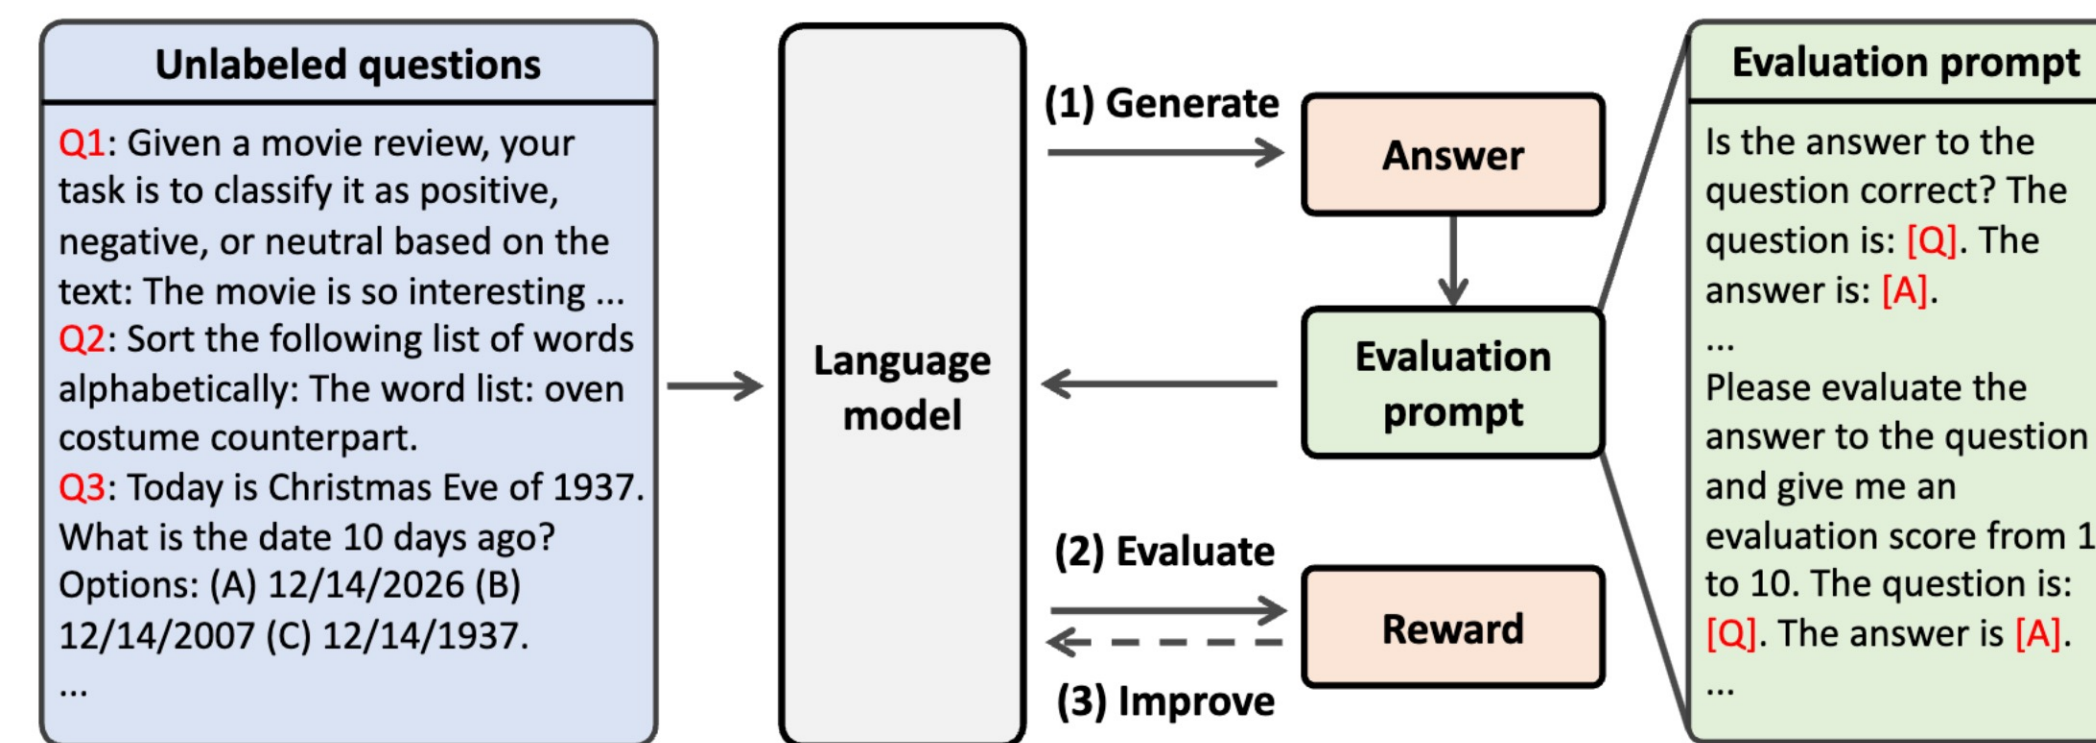 Unlabeled questions
Q1: Given a movie review, your
task is to classify it as positive,
negative, or neutral based on the
text: The movie is so interesting ...
Q2: Sort the following list of words
alphabetically: The word list: oven
costume counterpart.
Q3: Today is Christmas Eve of 1937.
What is the date 10 days ago?
Options: (A) 12/14/2026 (B)
12/14/2007 (C) 12/14/1937.
...
Language
model
(1) Generate
Answer
Evaluation
prompt
(2) Evaluate
Reward
(3) Improve
Evaluation prompt
Is the answer to the
question correct? The
question is: [Q]. The
answer is: [A].
...
Please evaluate the
answer to the question
and give me an
evaluation score from 1
to 10. The question is:
[Q]. The answer is [A].
...